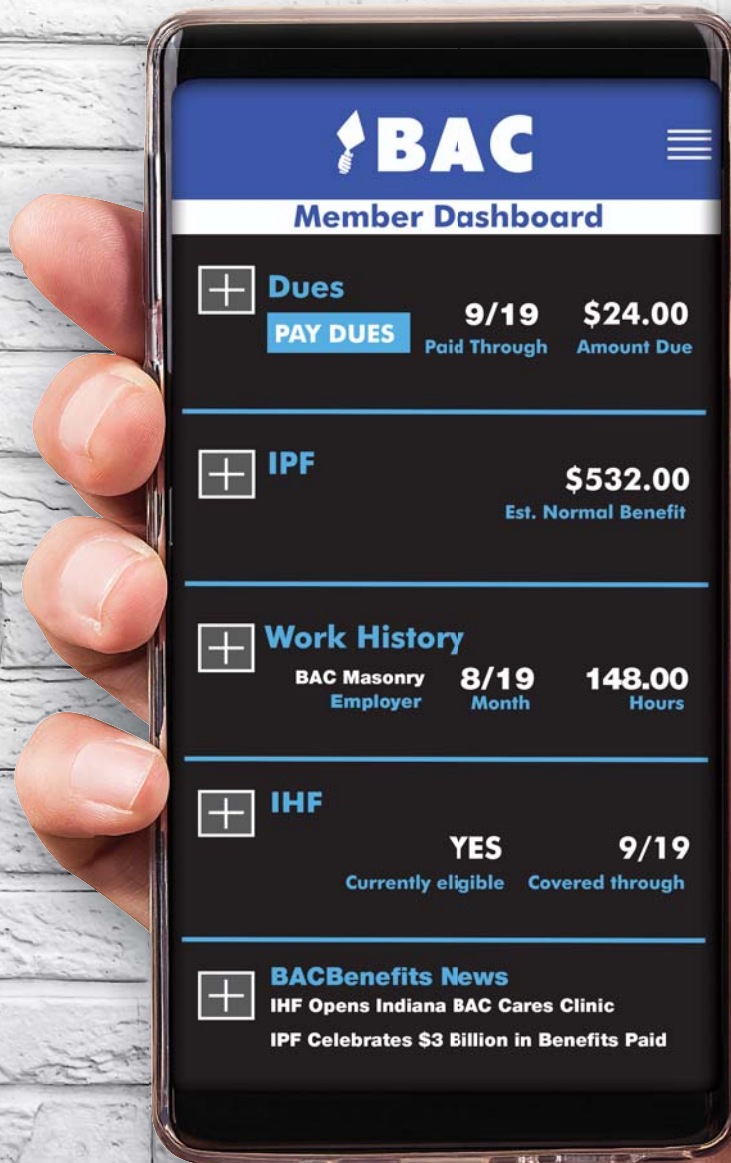 BAC
Member Dashboard
Dues
PAY DUES
9/19
$24.00
Paid Through
Amount Due
IPF
$532.00
Est. Normal Benefit
Work History
BAC Masonry
8/19
148.00
Employer
Month
Hours
IHF
YES
9/19
Currently eligible
Covered through
BACBenefits News
IHF Opens Indiana BAC Cares Clinic
IPF Celebrates $3 Billion in Benefits Paid